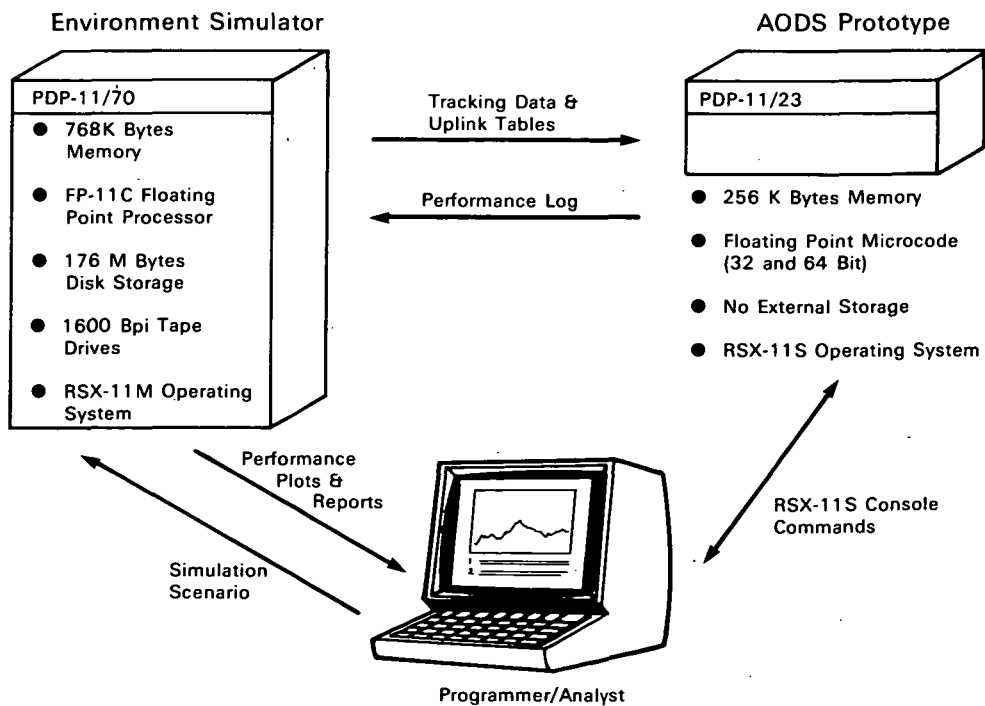 Environment Simulator
AODS Prototype
PDP-11/70
● 768K Bytes
Memory
● FP-11C Floating
Point Processor
● 176 M Bytes
Disk Storage
● 1600 Bpi Tape
Drives
● RSX-11M Operating
System
Tracking Data &
Uplink Tables
Performance Log
PDP-11/23
● 256 K Bytes Memory
● Floating Point Microcode
(32 and 64 Bit)
● No External Storage
● RSX-11S Operating System
Performance
Plots &
Reports
Simulation
Scenario
RSX-11S Console
Commands
1
2
Programmer/Analyst